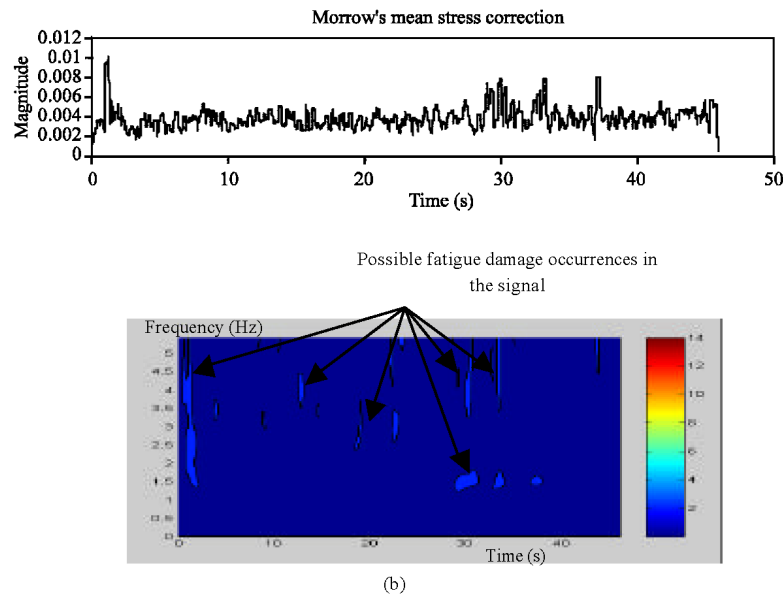 Morrow's mean stress correction
Magnitude
0.012
0.01
0.008
0.006
0.004
0.002
0
0 10 20 30 40 50
Time (s)
Possible fatigue damage occurrences in
the signal
Frequency (Hz)
5
4.5
4
3.5
3
2.5
2
1.5
1
0.5
0
0 10 20 30 40
Time (s)
14
12
10
8
6
4
2
(b)